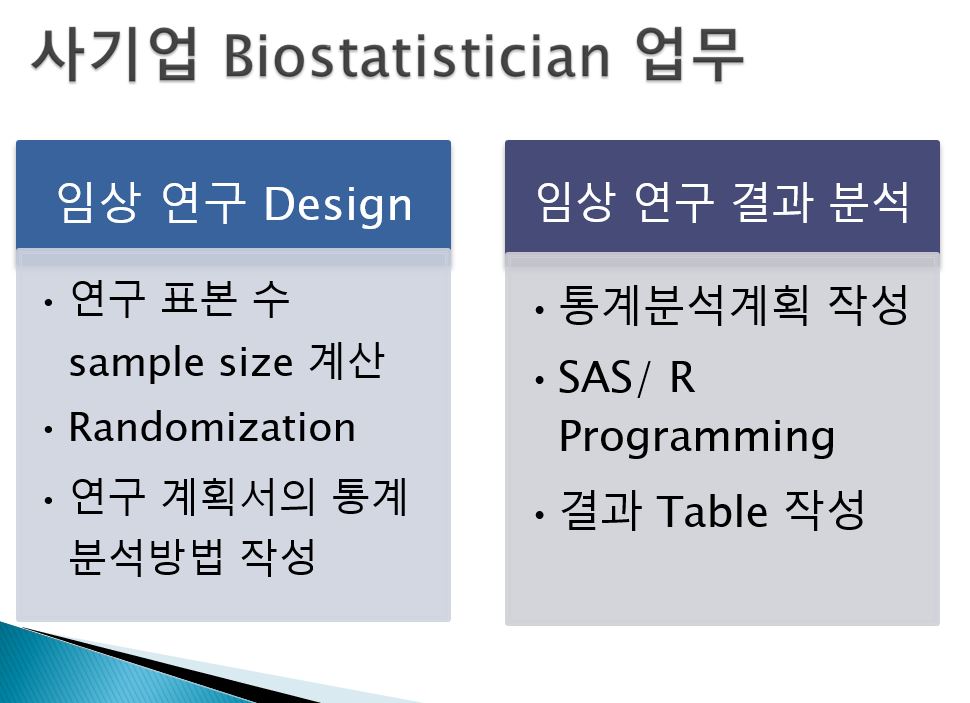 사기업 Biostatistician 업무
임상 연구 Design
• 연구 표본 수
sample size 계산
• Randomization
• 연구 계획서의 통계
분석방법 작성
임상 연구 결과 분석
• 통계분석계획 작성
• SAS/ R
Programming
• 결과 Table 작성